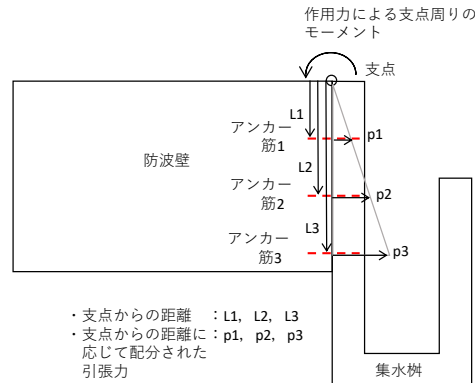 作用力による支点周りの
モーメント
支点
L1
アンカー
筋1
p1
防波壁
L2
アンカー
筋2
p2
L3
アンカー
筋3
p3
・支点からの距離 ：L1, L2, L3
・支点からの距離に：p1, p2, p3
応じて配分された
引張力
集水桝